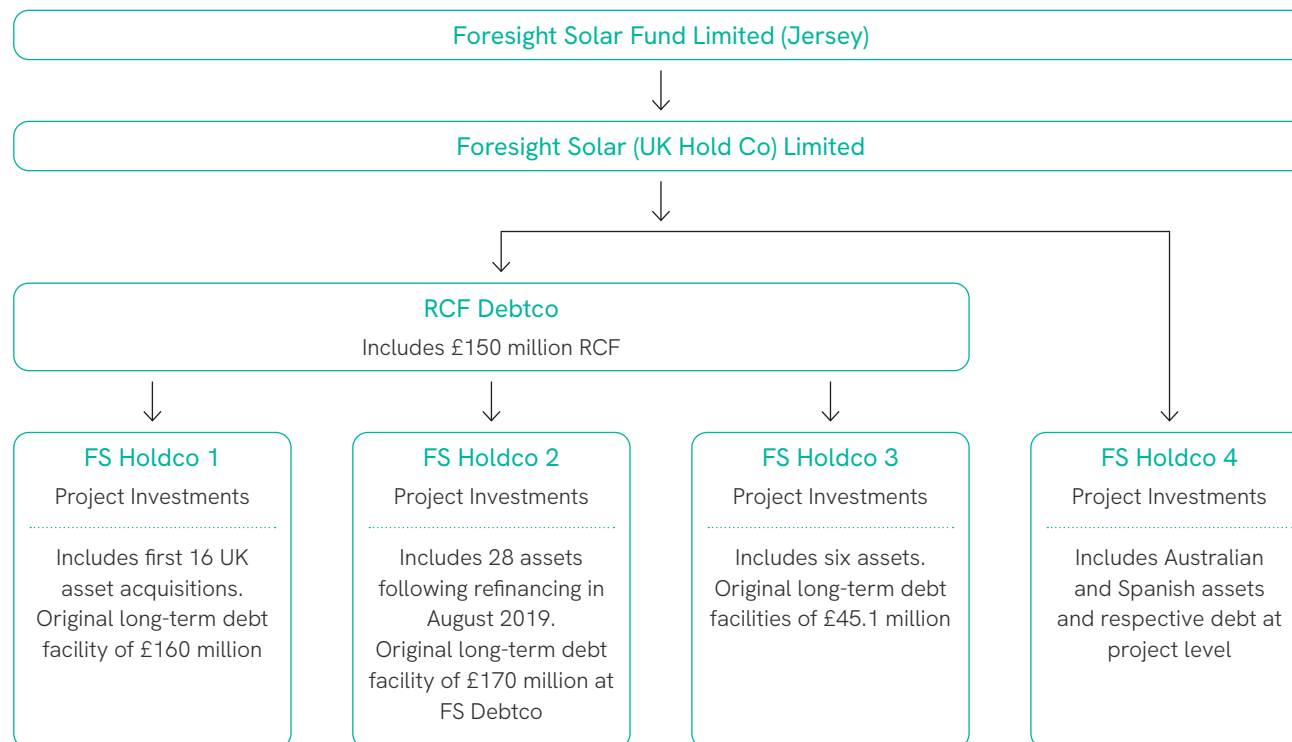 Foresight Solar Fund Limited (Jersey)
Foresight Solar (UK Hold Co) Limited
RCF Debtco
Includes £150 million RCF
FS Holdco 1
Project Investments
Includes first 16 UK
asset acquisitions.
Original long-term debt
facility of £160 million
FS Holdco 2
Project Investments
Includes 28 assets
following refinancing in
August 2019.
Original long-term debt
facility of £170 million at
FS Debtco
FS Holdco 3
Project Investments
Includes six assets.
Original long-term debt
facilities of £45.1 million
FS Holdco 4
Project Investments
Includes Australian
and Spanish assets
and respective debt at
project level